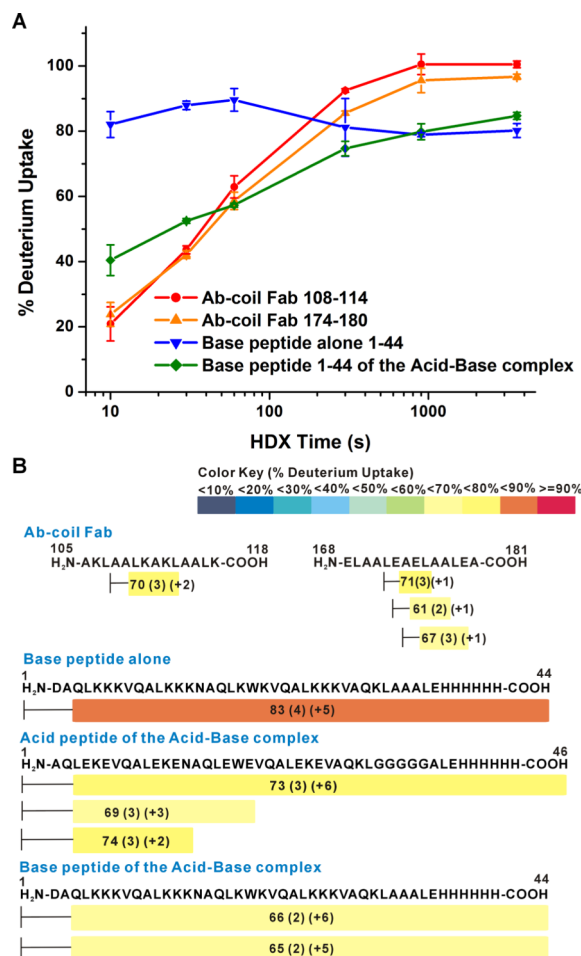 A
% Deuterium Uptake
100
80
60
40
20
0
Ab-coil Fab 108-114
Ab-coil Fab 174-180
Base peptide alone 1-44
Base peptide 1-44 of the Acid-Base complex
10 100 1000
HDX Time (s)
B
Color Key (% Deuterium Uptake)
<10% <20% <30% <40% <50% <60% <70% <80% <90% >=90%
Ab-coil Fab
105 118 168 181
H₂N-AKLAALKAKLAALK-COOH H₂N-ELAALEAELAALEA-COOH
70 (3) (+2) 71(3)(+1)
61 (2) (+1)
67 (3) (+1)
Base peptide alone
1 44
H₂N-DAQLKKKVQALKKKNAQLKWKVQALKKKVAQKLAAALEHHHHHH-COOH
83 (4) (+5)
Acid peptide of the Acid-Base complex
1 46
H₂N-AQLEKEVQALEKENAQLEWEVQALEKEVAQKLGGGGGALEHHHHHH-COOH
73 (3) (+6)
69 (3) (+3)
74 (3) (+2)
Base peptide of the Acid-Base complex
1 44
H₂N-DAQLKKKVQALKKKNAQLKWKVQALKKKVAQKLAAALEHHHHHH-COOH
66 (2) (+6)
65 (2) (+5)